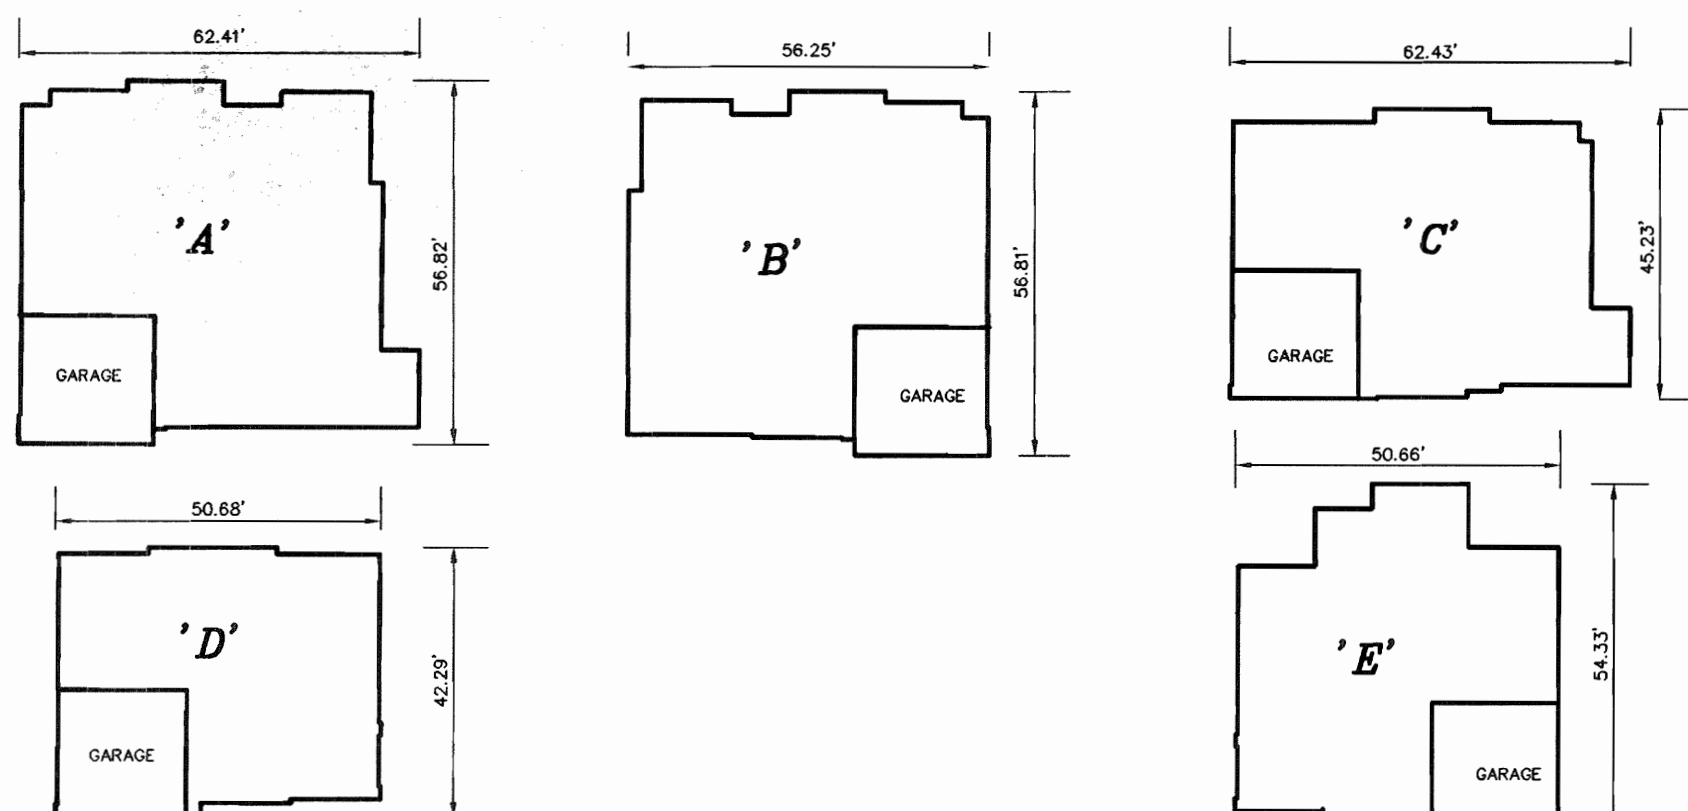 62.41'
56.82'
'A'
GARAGE
56.25'
56.81'
'B'
GARAGE
62.43'
45.23'
'C'
GARAGE
50.68'
42.29'
'D'
GARAGE
50.66'
54.33'
'E'
GARAGE